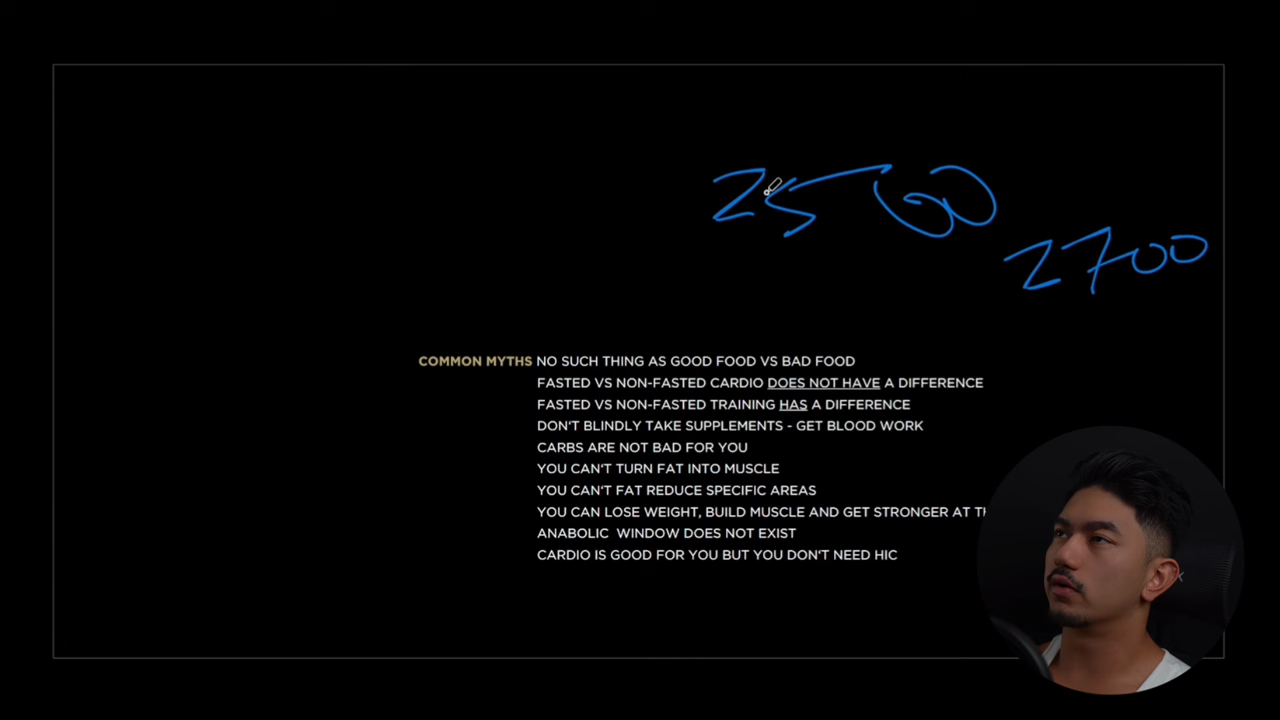 2500
2700
COMMON MYTHS NO SUCH THING AS GOOD FOOD VS BAD FOOD
FASTED VS NON-FASTED CARDIO DOES NOT HAVE A DIFFERENCE
FASTED VS NON-FASTED TRAINING HAS A DIFFERENCE
DON'T BLINDLY TAKE SUPPLEMENTS - GET BLOOD WORK
CARBS ARE NOT BAD FOR YOU
YOU CAN'T TURN FAT INTO MUSCLE
YOU CAN'T FAT REDUCE SPECIFIC AREAS
YOU CAN LOSE WEIGHT, BUILD MUSCLE AND GET STRONGER AT
ANABOLIC WINDOW DOES NOT EXIST
CARDIO IS GOOD FOR YOU BUT YOU DON'T NEED